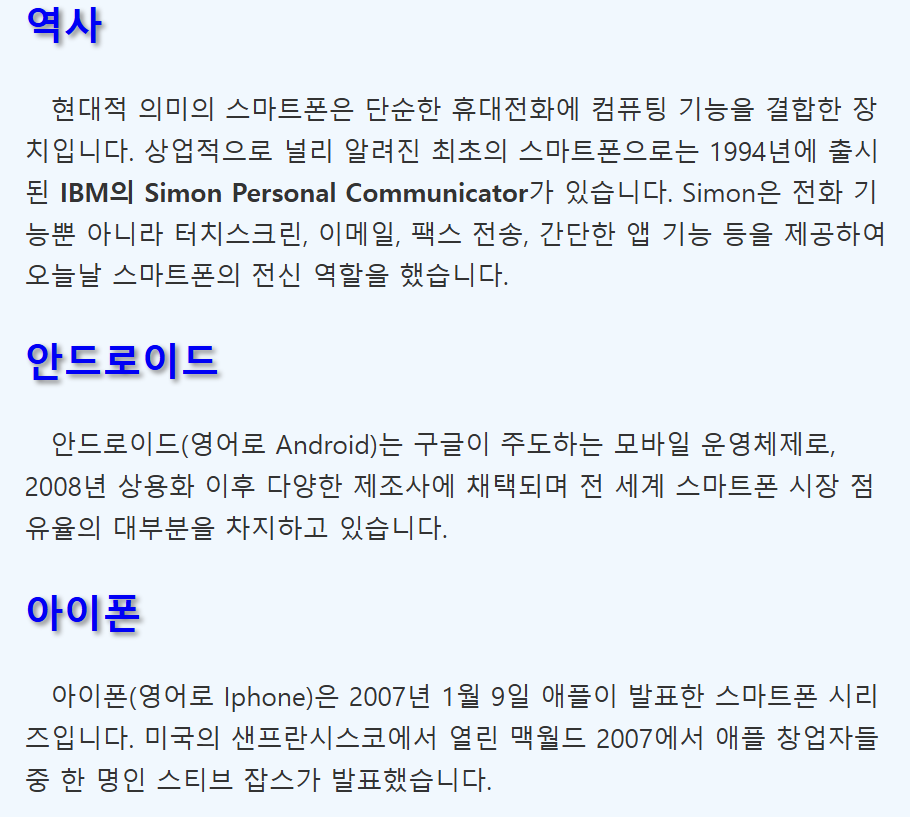 역사
현대적 의미의 스마트폰은 단순한 휴대전화에 컴퓨팅 기능을 결합한 장
치입니다. 상업적으로 널리 알려진 최초의 스마트폰으로는 1994년에 출시
된 IBM의 Simon Personal Communicator가 있습니다. Simon은 전화 기
능뿐 아니라 터치스크린, 이메일, 팩스 전송, 간단한 앱 기능 등을 제공하여
오늘날 스마트폰의 전신 역할을 했습니다.
안드로이드
안드로이드(영어로 Android)는 구글이 주도하는 모바일 운영체제로,
2008년 상용화 이후 다양한 제조사에 채택되며 전 세계 스마트폰 시장 점
유율의 대부분을 차지하고 있습니다.
아이폰
아이폰(영어로 Iphone)은 2007년 1월 9일 애플이 발표한 스마트폰 시리
즈입니다. 미국의 샌프란시스코에서 열린 맥월드 2007에서 애플 창업자들
중 한 명인 스티브 잡스가 발표했습니다.